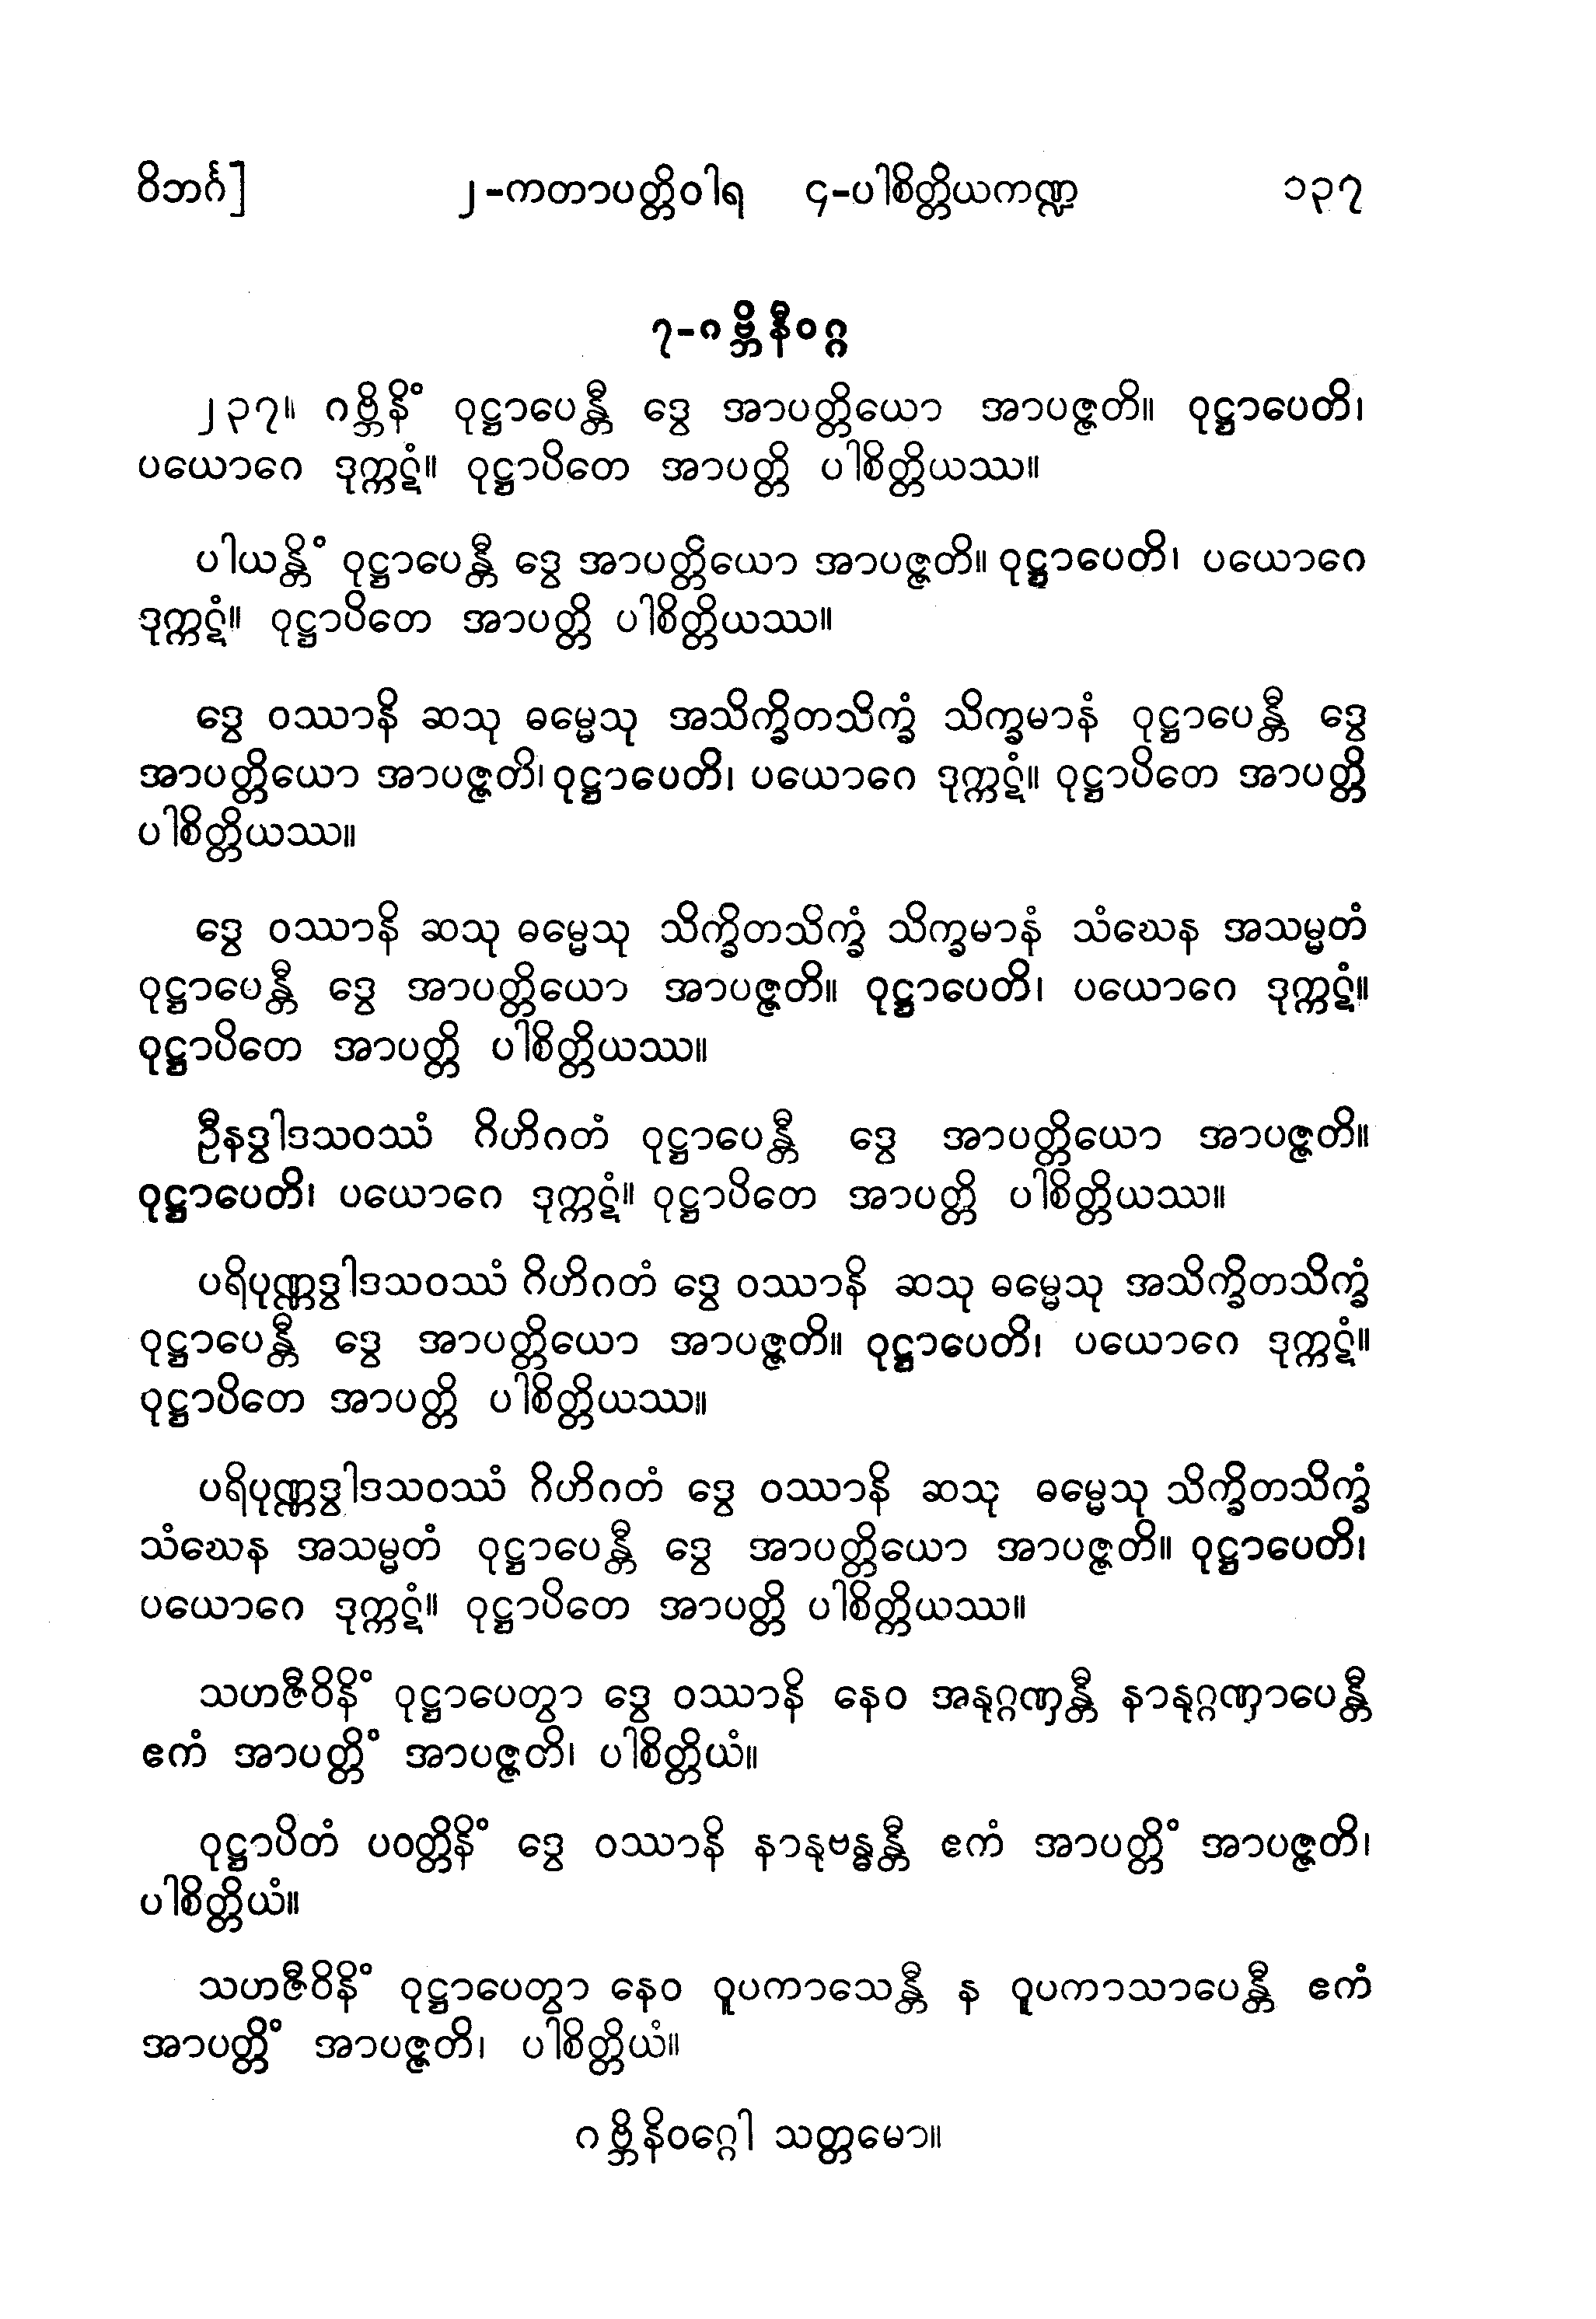 ဝိဘင်္ဂ] ၂-ကတာပတ္တိဝါရ ၄-ပါစိတ္တိယကဏ္ဍ ၁၃၇
၇-ဂဗ္ဘိနီဝဂ္ဂ
၂၃၇။ ဂဗ္ဘိနိံ ဝုဋ္ဌာပေန္တီ ဒွေ အာပတ္တိယော အာပဇ္ဇတိ။ ဝုဋ္ဌာပေတိ၊
ပယောဂေ ဒုက္ကဋံ။ ဝုဋ္ဌာပိတေ အာပတ္တိ ပါစိတ္တိယဿ။
ပါယန္တိံ ဝုဋ္ဌာပေန္တီ ဒွေ အာပတ္တိယော အာပဇ္ဇတိ။ ဝုဋ္ဌာပေတိ၊ ပယောဂေ
ဒုက္ကဋံ။ ဝုဋ္ဌာပိတေ အာပတ္တိ ပါစိတ္တိယဿ။
ဒွေ ဝဿာနိ ဆသု ဓမ္မေသု အသိက္ခိတသိက္ခံ သိက္ခမာနံ ဝုဋ္ဌာပေန္တီ ဒွေ
အာပတ္တိယော အာပဇ္ဇတိ၊ ဝုဋ္ဌာပေတိ၊ ပယောဂေ ဒုက္ကဋံ။ ဝုဋ္ဌာပိတေ အာပတ္တိ
ပါစိတ္တိယဿ။
ဒွေ ဝဿာနိ ဆသု ဓမ္မေသု သိက္ခိတသိက္ခံ သိက္ခမာနံ သံဃေန အသမ္မတံ
ဝုဋ္ဌာပေန္တီ ဒွေ အာပတ္တိယော အာပဇ္ဇတိ။ ဝုဋ္ဌာပေတိ၊ ပယောဂေ ဒုက္ကဋံ။
ဝုဋ္ဌာပိတေ အာပတ္တိ ပါစိတ္တိယဿ။
ဦနဒွါဒသဝဿံ ဂိဟိဂတံ ဝုဋ္ဌာပေန္တီ ဒွေ အာပတ္တိယော အာပဇ္ဇတိ။
ဝုဋ္ဌာပေတိ၊ ပယောဂေ ဒုက္ကဋံ။ ဝုဋ္ဌာပိတေ အာပတ္တိ ပါစိတ္တိယဿ။
ပရိပုဏ္ဏဒွါဒသဝဿံ ဂိဟိဂတံ ဒွေ ဝဿာနိ ဆသု ဓမ္မေသု အသိက္ခိတသိက္ခံ
ဝုဋ္ဌာပေန္တီ ဒွေ အာပတ္တိယော အာပဇ္ဇတိ။ ဝုဋ္ဌာပေတိ၊ ပယောဂေ ဒုက္ကဋံ။
ဝုဋ္ဌာပိတေ အာပတ္တိ ပါစိတ္တိယဿ။
ပရိပုဏ္ဏဒွါဒသဝဿံ ဂိဟိဂတံ ဒွေ ဝဿာနိ ဆသု ဓမ္မေသု သိက္ခိတသိက္ခံ
သံဃေန အသမ္မတံ ဝုဋ္ဌာပေန္တီ ဒွေ အာပတ္တိယော အာပဇ္ဇတိ။ ဝုဋ္ဌာပေတိ၊
ပယောဂေ ဒုက္ကဋံ။ ဝုဋ္ဌာပိတေ အာပတ္တိ ပါစိတ္တိယဿ။
သဟဇီဝိနိံ ဝုဋ္ဌာပေတွာ ဒွေ ဝဿာနိ နေဝ အနုဂ္ဂဏှန္တီ နာနုဂ္ဂဏှာပေန္တီ
ဧကံ အာပတ္တိံ အာပဇ္ဇတိ၊ ပါစိတ္တိယံ။
ဝုဋ္ဌာပိတံ ပဝတ္တိနိံ ဒွေ ဝဿာနိ နာနုဗန္ဓန္တီ ဧကံ အာပတ္တိံ အာပဇ္ဇတိ၊
ပါစိတ္တိယံ။
သဟဇီဝိနိံ ဝုဋ္ဌာပေတွာ နေဝ ဝူပကာသေန္တီ န ဝူပကာသာပေန္တီ ဧကံ
အာပတ္တိံ အာပဇ္ဇတိ၊ ပါစိတ္တိယံ။
ဂဗ္ဘိနိဝဂ္ဂေါ သတ္တမော။